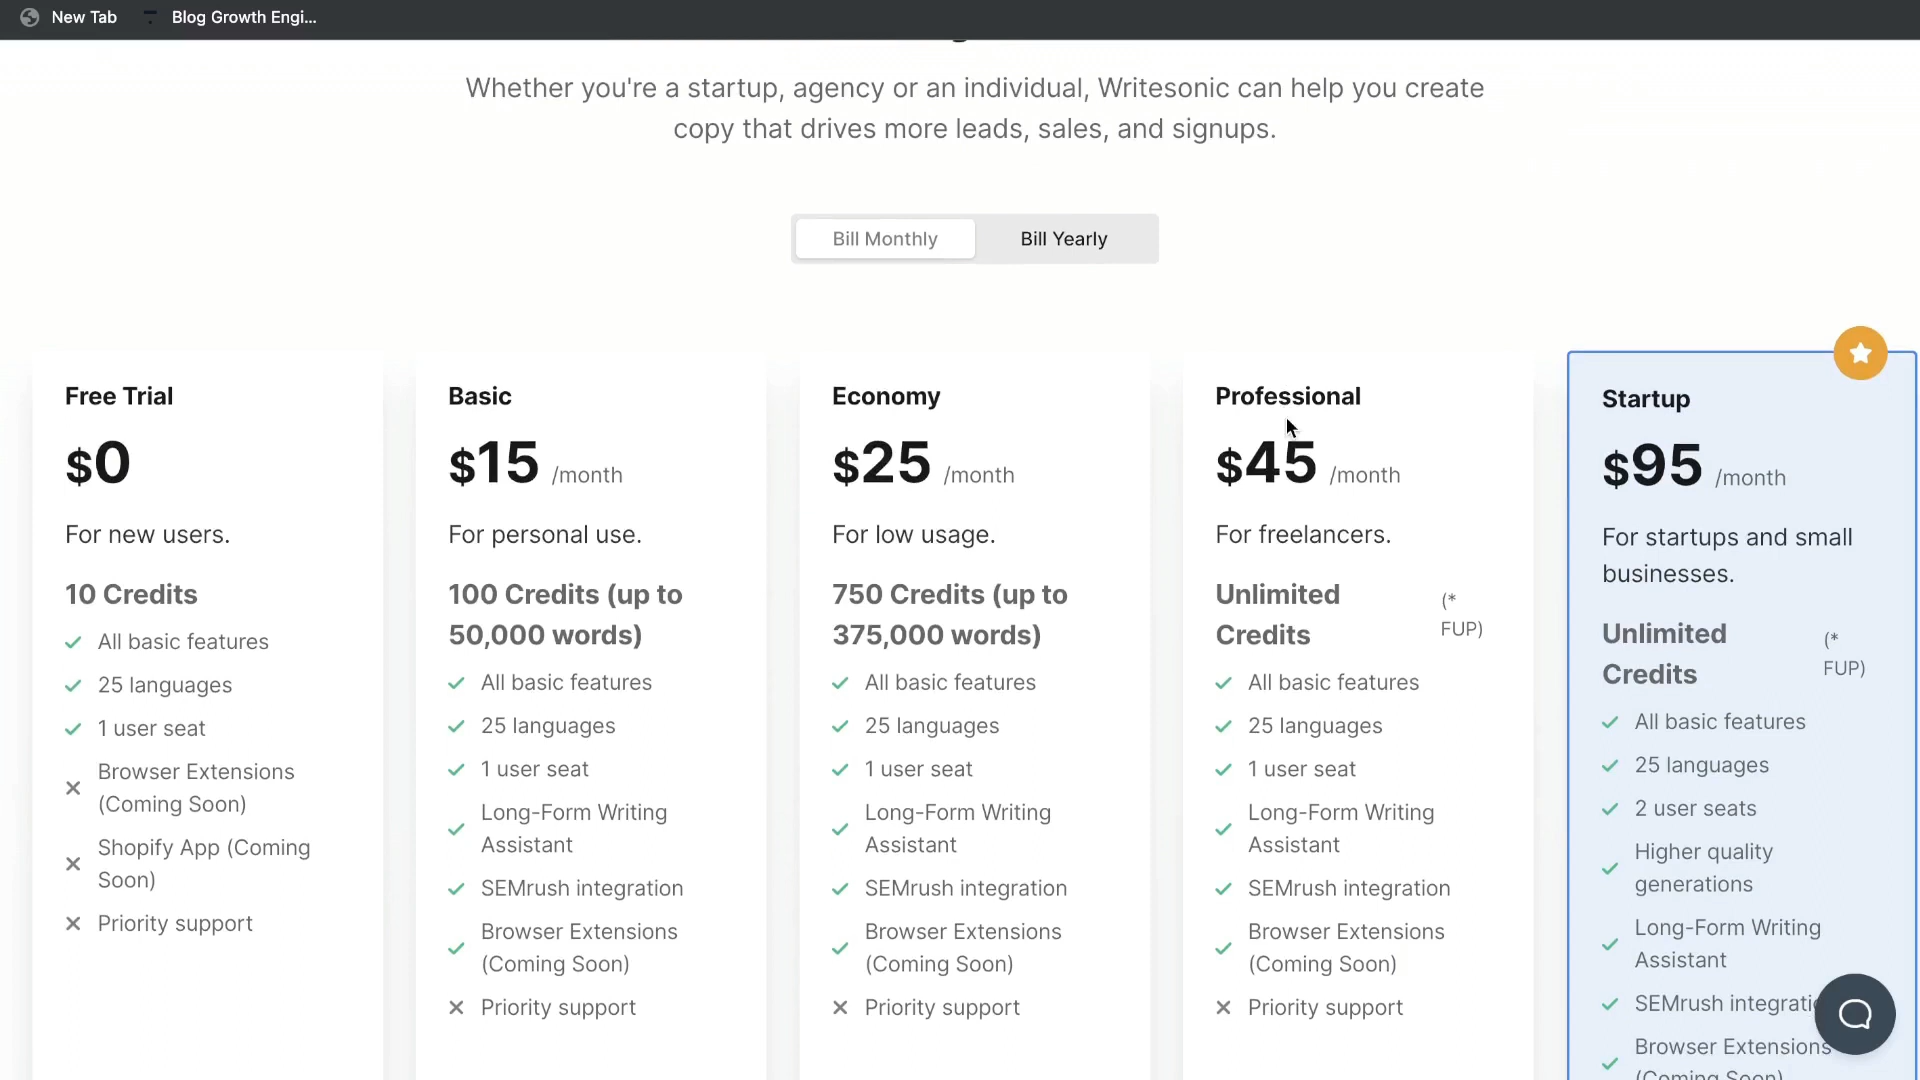 New Tab
Blog Growth Engi...
Whether you're a startup, agency or an individual, Writesonic can help you create
copy that drives more leads, sales, and signups.
Bill Monthly
Bill Yearly
Free Trial
$0
For new users.
10 Credits
All basic features
25 languages
1 user seat
Browser Extensions
(Coming Soon)
Shopify App (Coming
Soon)
Priority support
Basic
$15 /month
For personal use.
100 Credits (up to
50,000 words)
All basic features
25 languages
1 user seat
Long-Form Writing
Assistant
SEMrush integration
Browser Extensions
(Coming Soon)
Priority support
Economy
$25 /month
For low usage.
750 Credits (up to
375,000 words)
All basic features
25 languages
1 user seat
Long-Form Writing
Assistant
SEMrush integration
Browser Extensions
(Coming Soon)
Priority support
Professional
$45 /month
For freelancers.
Unlimited
Credits
(*
FUP)
All basic features
25 languages
1 user seat
Long-Form Writing
Assistant
SEMrush integration
Browser Extensions
(Coming Soon)
Priority support
Startup
$95 /month
For startups and small
businesses.
Unlimited
Credits
(*
FUP)
All basic features
25 languages
2 user seats
Higher quality
generations
Long-Form Writing
Assistant
SEMrush integratio
Browser Extensions
(Coming Soon)